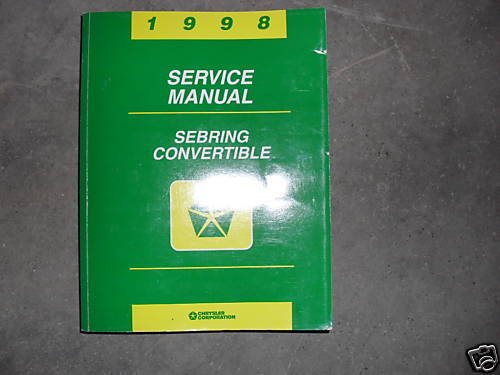 1 9 9 8
SERVICE
MANUAL
SEBRING
CONVERTIBLE
CHRYSLER
CORPORATION